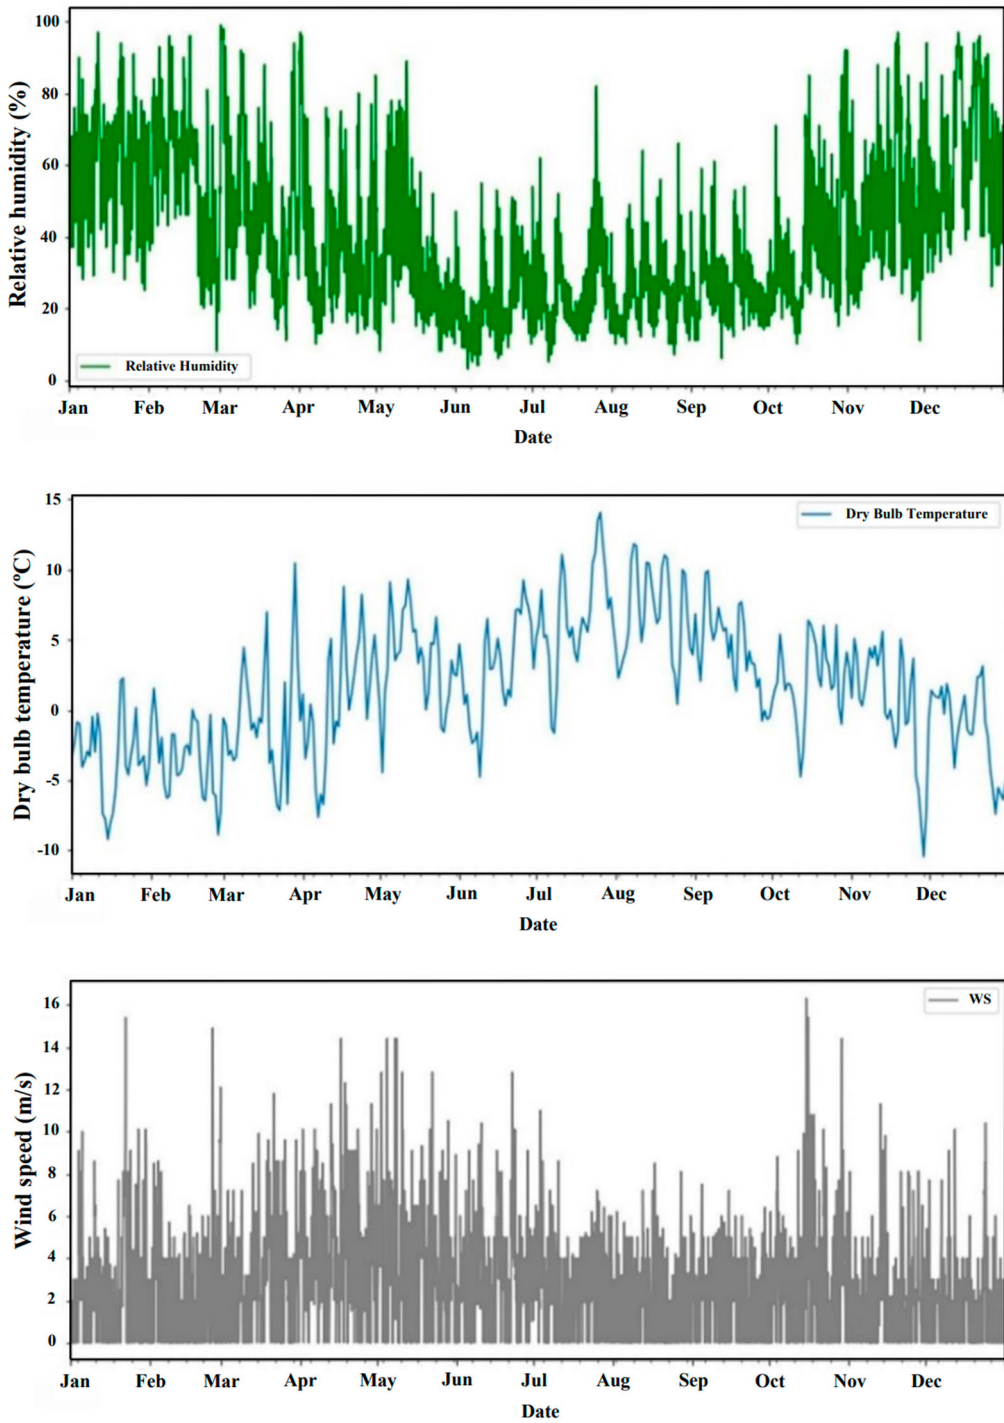 Relative humidity (%)
100
80
60
40
20
0
Relative Humidity
Jan Feb Mar Apr May Jun Jul Aug Sep Oct Nov Dec
Date
Dry bulb temperature (ºC)
15
10
5
0
-5
-10
Dry Bulb Temperature
Jan Feb Mar Apr May Jun Jul Aug Sep Oct Nov Dec
Date
Wind speed (m/s)
16
14
12
10
8
6
4
2
0
WS
Jan Feb Mar Apr May Jun Jul Aug Sep Oct Nov Dec
Date